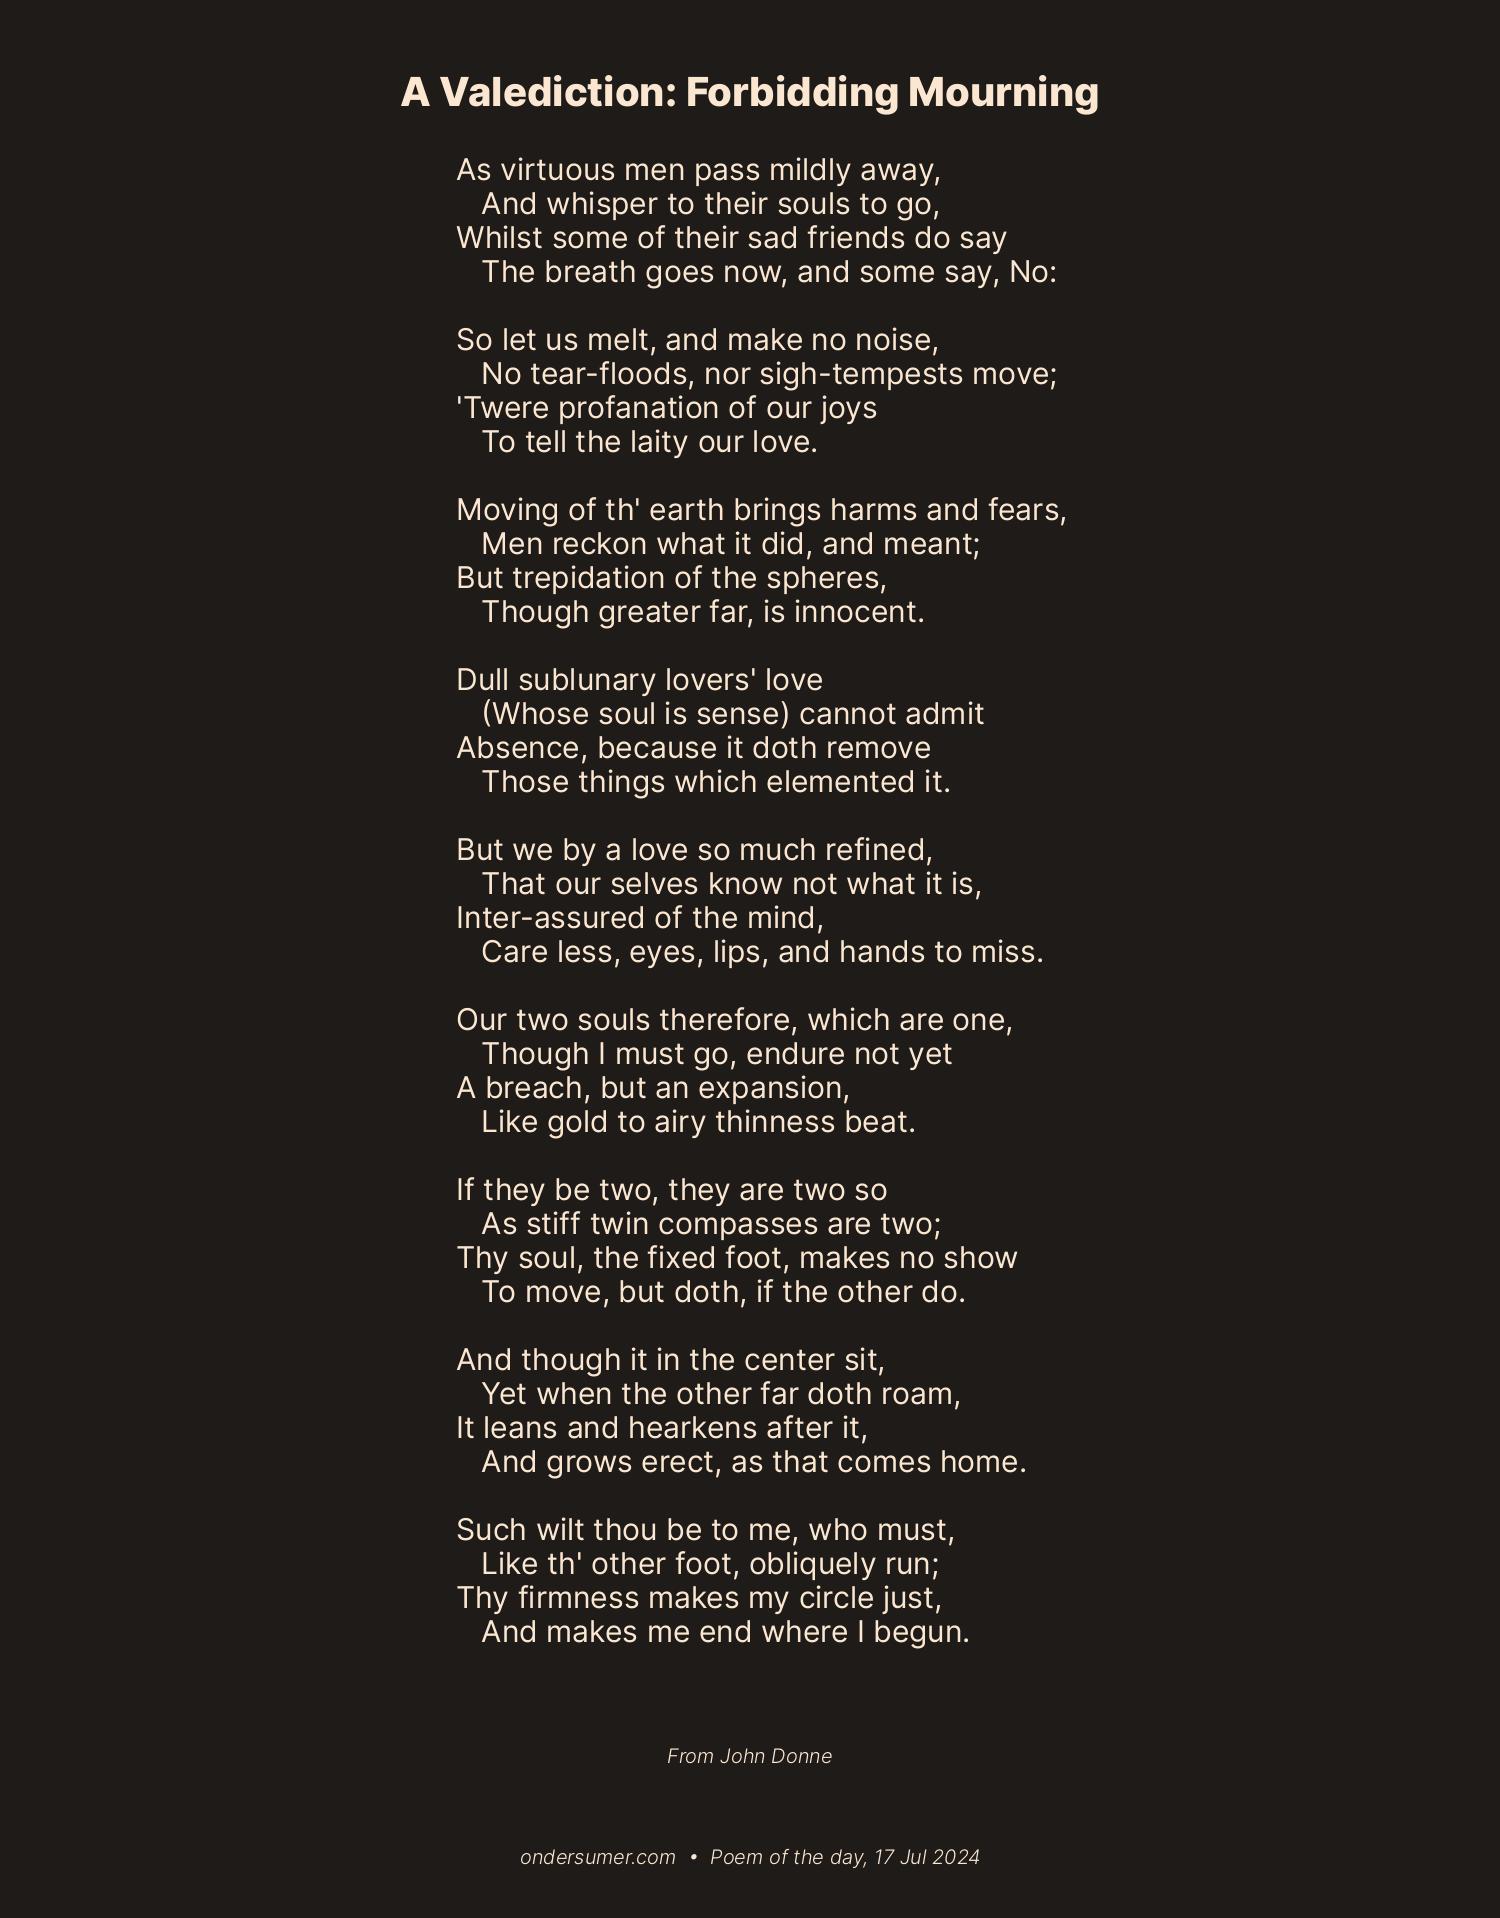 A Valediction: Forbidding Mourning
As virtuous men pass mildly away,
And whisper to their souls to go,
Whilst some of their sad friends do say
The breath goes now, and some say, No:
So let us melt, and make no noise,
No tear-floods, nor sigh-tempests move;
'Twere profanation of our joys
To tell the laity our love.
Moving of th' earth brings harms and fears,
Men reckon what it did, and meant;
But trepidation of the spheres,
Though greater far, is innocent.
Dull sublunary lovers' love
(Whose soul is sense) cannot admit
Absence, because it doth remove
Those things which elemented it.
But we by a love so much refined,
That our selves know not what it is,
Inter-assured of the mind,
Care less, eyes, lips, and hands to miss.
Our two souls therefore, which are one,
Though I must go, endure not yet
A breach, but an expansion,
Like gold to airy thinness beat.
If they be two, they are two so
As stiff twin compasses are two;
Thy soul, the fixed foot, makes no show
To move, but doth, if the other do.
And though it in the center sit,
Yet when the other far doth roam,
It leans and hearkens after it,
And grows erect, as that comes home.
Such wilt thou be to me, who must,
Like th' other foot, obliquely run;
Thy firmness makes my circle just,
And makes me end where I begun.
From John Donne
ondersumer.com • Poem of the day, 17 Jul 2024